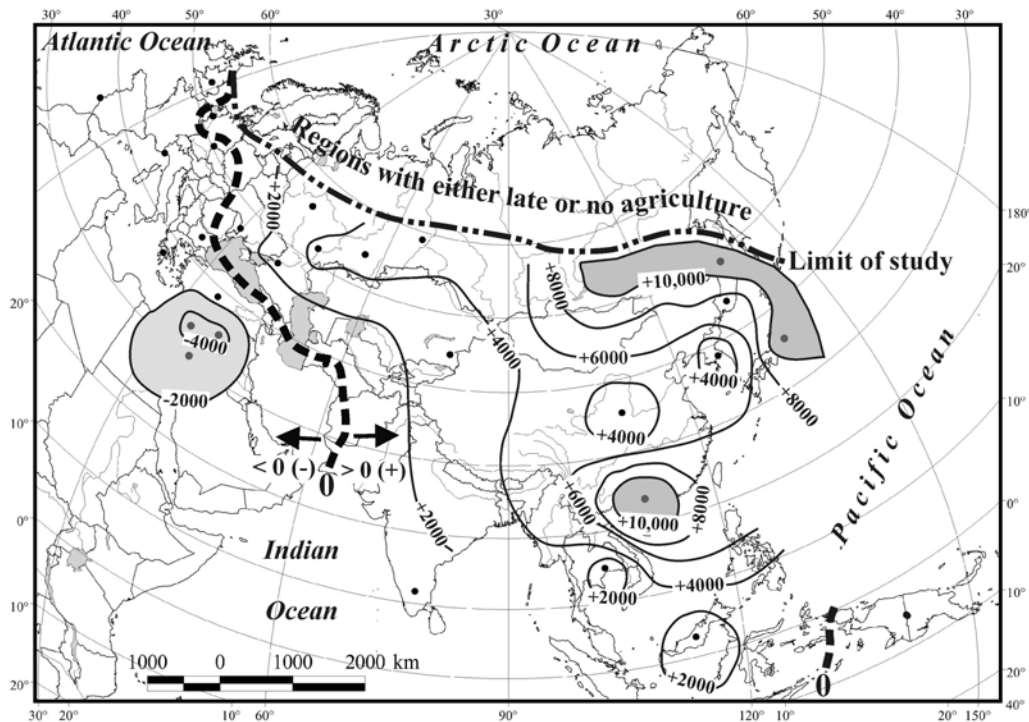 30° 50° 60° 30° 60° 50° 40° 30°
Atlantic Ocean
Arctic Ocean
Regions with either late or no agriculture
+2000
180°
Limit of study
20°
20°
+10,000
+8000
-4000
+4000
+6000
+4000
-2000
+8000
10°
10°
+4000
< 0 (-) > 0 (+)
0
+6000
+8000
+10,000
+2000
Pacific Ocean
0°
0°
Indian
Ocean
+4000
+2000
10°
10°
1000 0 1000 2000 km
+2000
0
20°
20°
40°
30° 20° 10° 60° 90° 120° 10° 20° 150° 30°